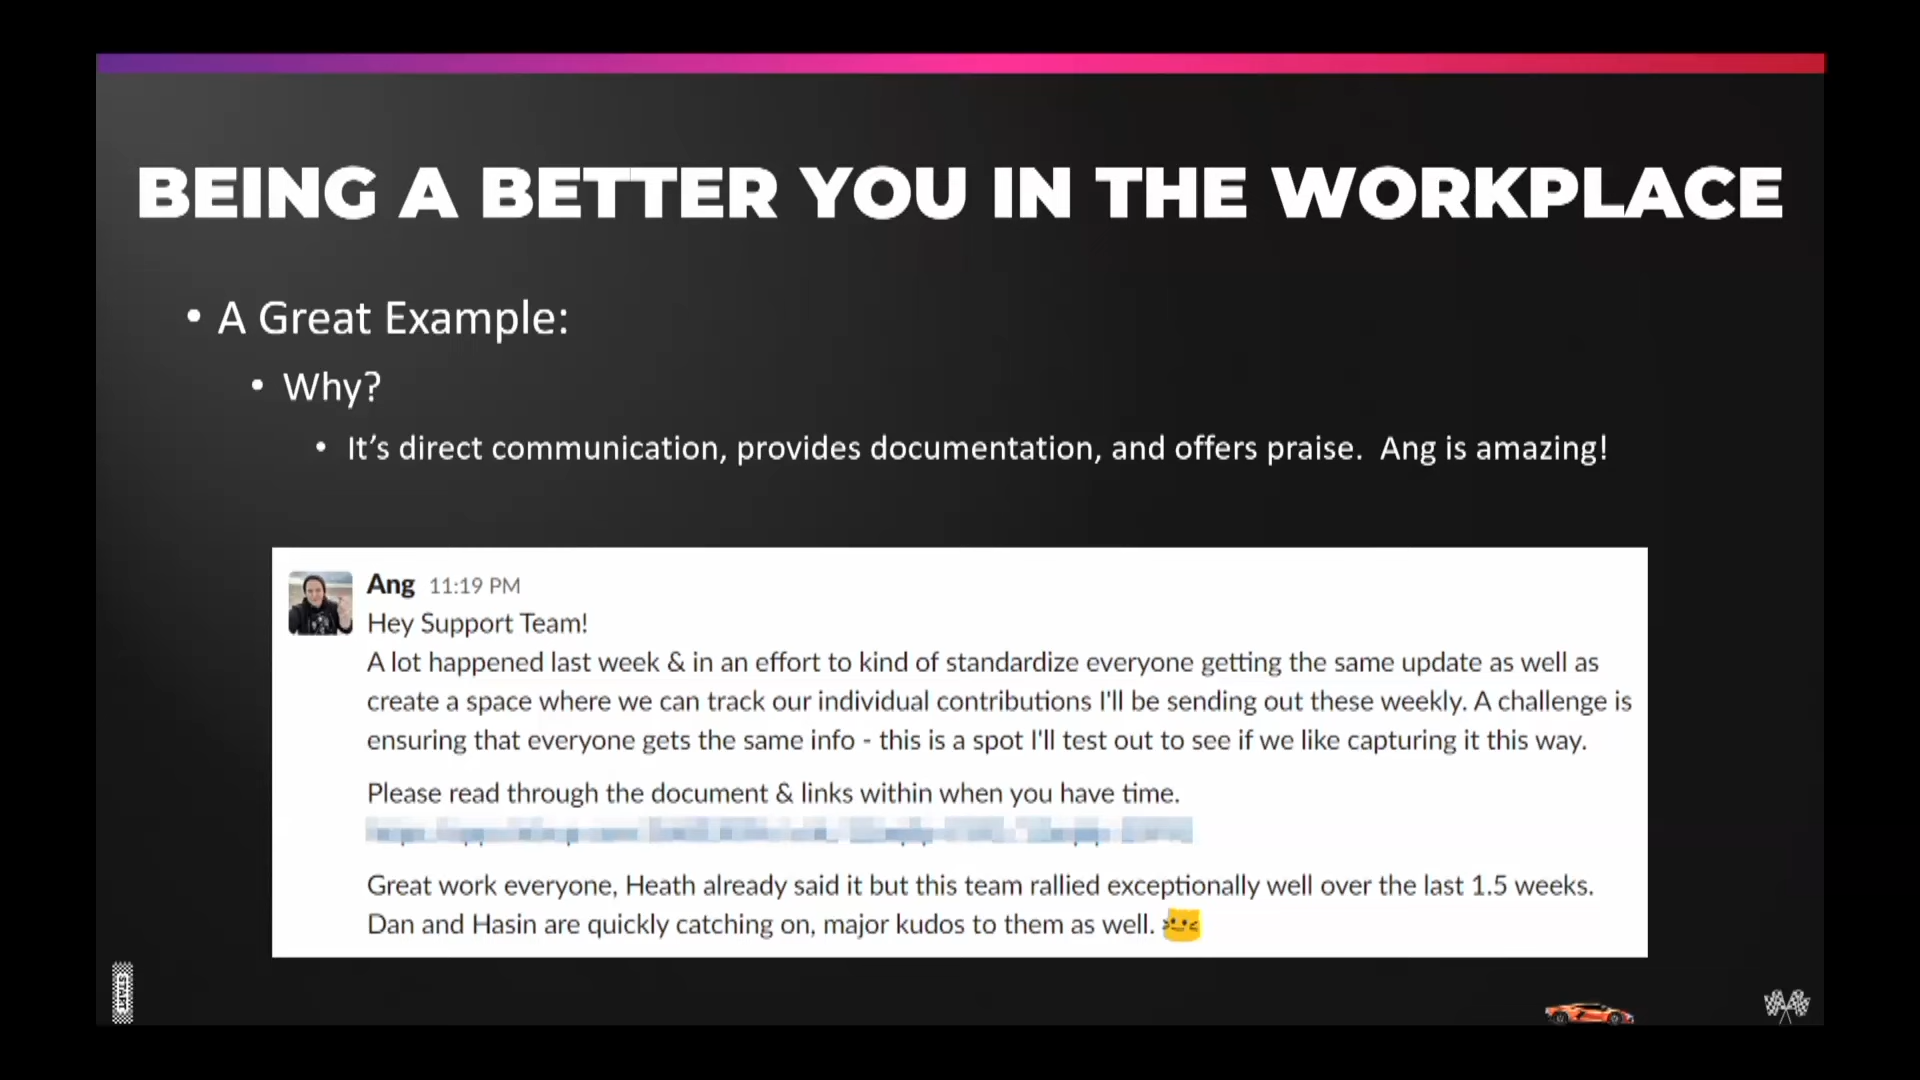 BEING A BETTER YOU IN THE WORKPLACE
• A Great Example:
• Why?
• It’s direct communication, provides documentation, and offers praise.  Ang is amazing!
Ang 11:19 PM
Hey Support Team!
A lot happened last week & in an effort to kind of standardize everyone getting the same update as well as
create a space where we can track our individual contributions I'll be sending out these weekly. A challenge is
ensuring that everyone gets the same info - this is a spot I'll test out to see if we like capturing it this way.
Please read through the document & links within when you have time.
Great work everyone, Heath already said it but this team rallied exceptionally well over the last 1.5 weeks.
Dan and Hasin are quickly catching on, major kudos to them as well.
START